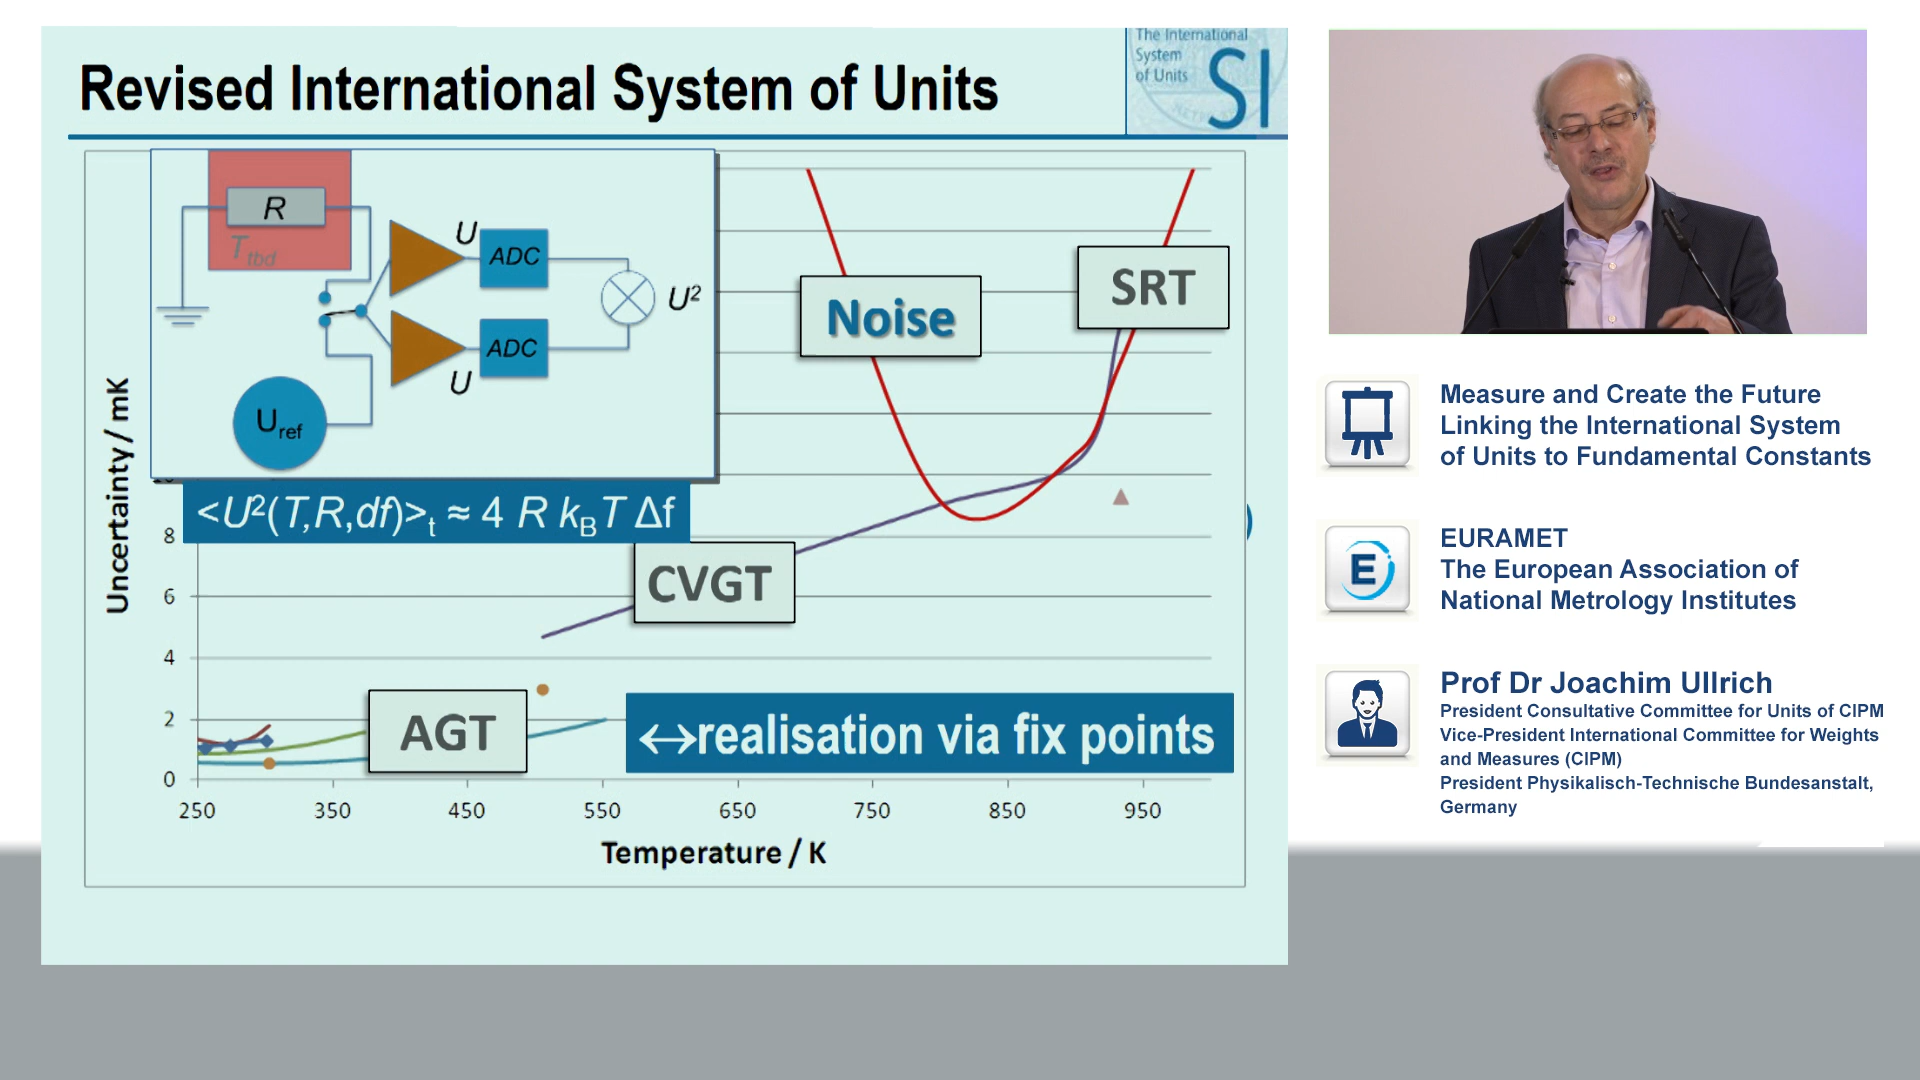 Revised International System of Units
The International
System
of Units
SI
R
Ttbd
U
ADC
U²
ADC
U
Uref
<U²(T,R,df)>t ≈ 4 R kBT Δf
Noise
SRT
CVGT
AGT
↔realisation via fix points
Uncertainty / mK
8
6
4
2
0
250 350 450 550 650 750 850 950
Temperature / K
Measure and Create the Future
Linking the International System
of Units to Fundamental Constants
E
EURAMET
The European Association of
National Metrology Institutes
Prof Dr Joachim Ullrich
President Consultative Committee for Units of CIPM
Vice-President International Committee for Weights
and Measures (CIPM)
President Physikalisch-Technische Bundesanstalt,
Germany